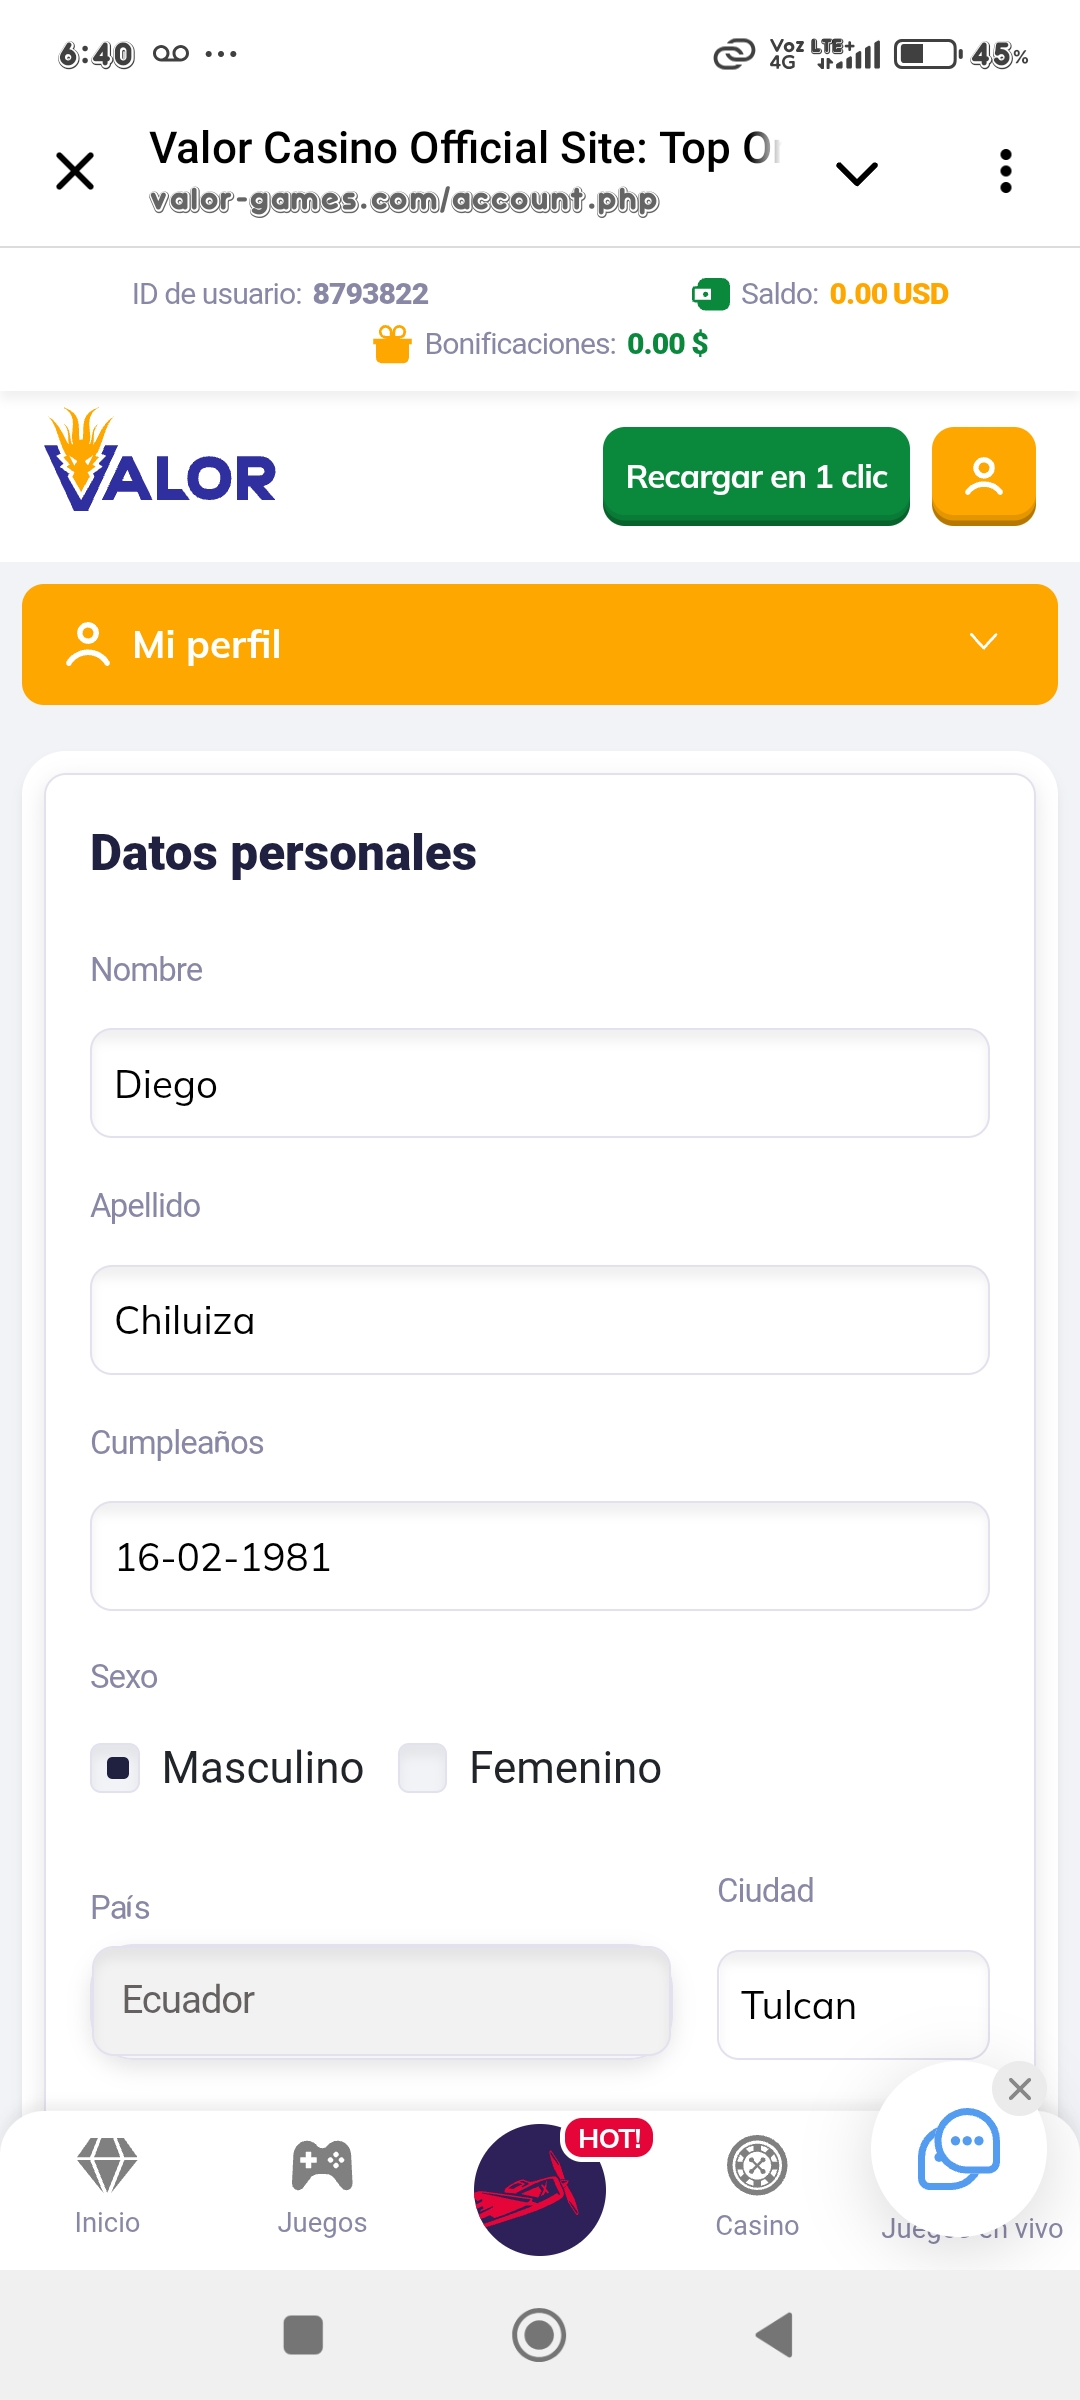 6:40
Voz 4G LTE+ 45%
Valor Casino Official Site: Top O
valor-games.com/account.php
ID de usuario: 8793822 Saldo: 0.00 USD
Bonificaciones: 0.00 $
VALOR
Recargar en 1 clic
Mi perfil
Datos personales
Nombre
Diego
Apellido
Chiluiza
Cumpleaños
16-02-1981
Sexo
Masculino Femenino
País
Ciudad
Ecuador
Tulcan
HOT!
Inicio
Juegos
Casino
Juegos en vivo